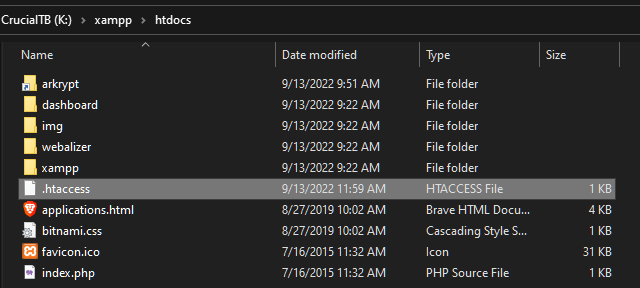 CrucialTB (K:) > xampp > htdocs
Name Date modified Type Size
arkrypt 9/13/2022 9:51 AM File folder
dashboard 9/13/2022 9:22 AM File folder
img 9/13/2022 9:22 AM File folder
webalizer 9/13/2022 9:22 AM File folder
xampp 9/13/2022 9:22 AM File folder
.htaccess 9/13/2022 11:59 AM HTACCESS File 1 KB
applications.html 8/27/2019 10:02 AM Brave HTML Docu... 4 KB
bitnami.css 8/27/2019 10:02 AM Cascading Style S... 1 KB
favicon.ico 7/16/2015 11:32 AM Icon 31 KB
index.php 7/16/2015 11:32 AM PHP Source File 1 KB